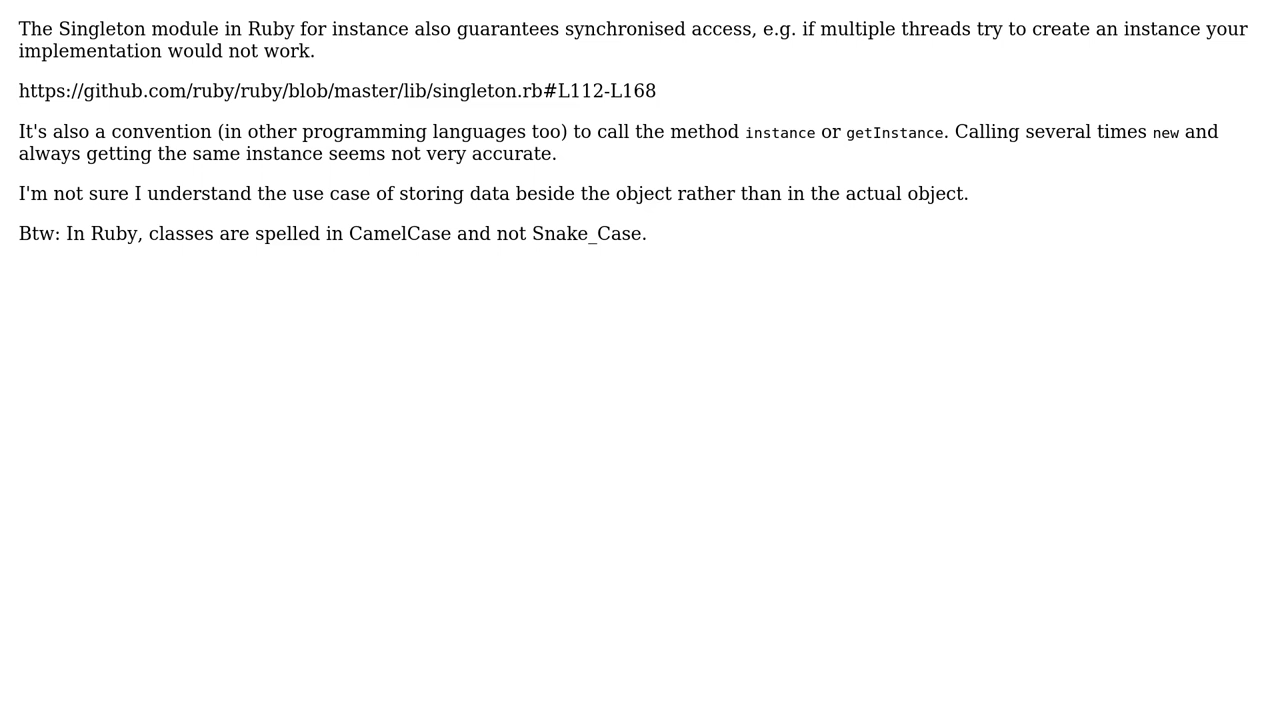 The Singleton module in Ruby for instance also guarantees synchronised access, e.g. if multiple threads try to create an instance your
implementation would not work.
https://github.com/ruby/ruby/blob/master/lib/singleton.rb#L112-L168
It's also a convention (in other programming languages too) to call the method instance or getInstance. Calling several times new and
always getting the same instance seems not very accurate.
I'm not sure I understand the use case of storing data beside the object rather than in the actual object.
Btw: In Ruby, classes are spelled in CamelCase and not Snake_Case.